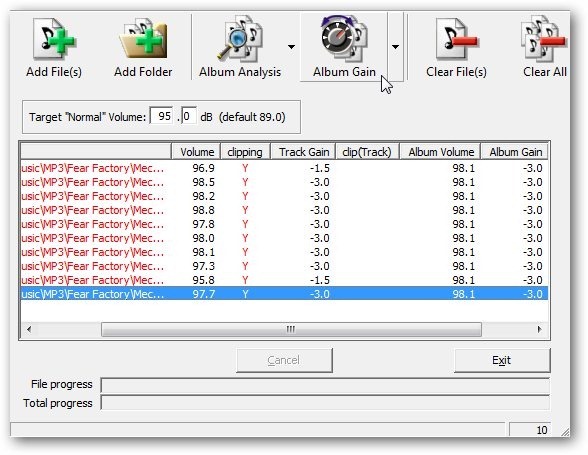 Add File(s) Add Folder Album Analysis Album Gain Clear File(s) Clear All
Target "Normal" Volume: 95 .0 dB (default 89.0)
Volume clipping Track Gain clip(Track) Album Volume Album Gain
usic\MP3\Fear Factory\Mec... 96.9 Y -1.5 98.1 -3.0
usic\MP3\Fear Factory\Mec... 98.5 Y -3.0 98.1 -3.0
usic\MP3\Fear Factory\Mec... 98.2 Y -3.0 98.1 -3.0
usic\MP3\Fear Factory\Mec... 98.8 Y -3.0 98.1 -3.0
usic\MP3\Fear Factory\Mec... 97.8 Y -3.0 98.1 -3.0
usic\MP3\Fear Factory\Mec... 98.0 Y -3.0 98.1 -3.0
usic\MP3\Fear Factory\Mec... 98.1 Y -3.0 98.1 -3.0
usic\MP3\Fear Factory\Mec... 97.3 Y -3.0 98.1 -3.0
usic\MP3\Fear Factory\Mec... 95.8 Y -1.5 98.1 -3.0
usic\MP3\Fear Factory\Mec... 97.7 Y -3.0 98.1 -3.0
Cancel Exit
File progress
Total progress
10